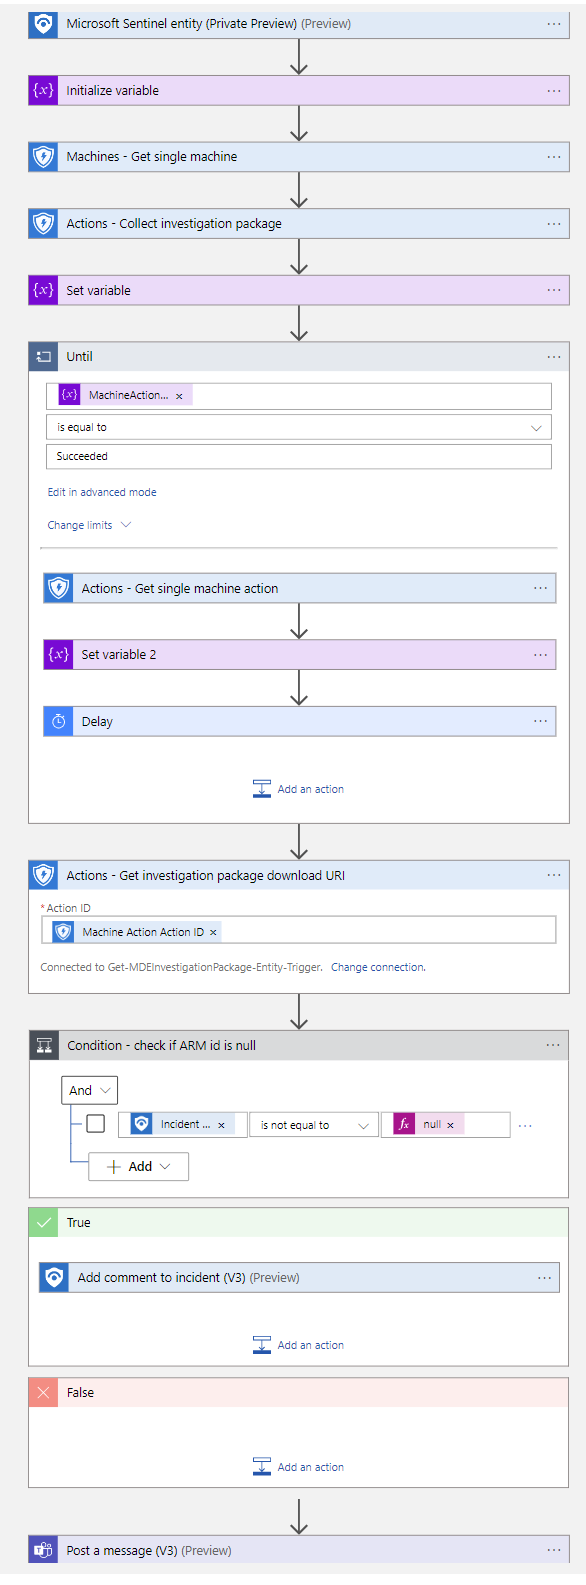 Microsoft Sentinel entity (Private Preview) (Preview)
{x} Initialize variable
Machines - Get single machine
Actions - Collect investigation package
{x} Set variable
Until
{x} MachineAction... ×
is equal to
Succeeded
Edit in advanced mode
Change limits
Actions - Get single machine action
{x} Set variable 2
Delay
Add an action
Actions - Get investigation package download URI
* Action ID
Machine Action Action ID ×
Connected to Get-MDEInvestigationPackage-Entity-Trigger. Change connection.
Condition - check if ARM id is null
And
Incident ... × is not equal to fx null × ...
+ Add
True
Add comment to incident (V3) (Preview)
Add an action
False
Add an action
Post a message (V3) (Preview)